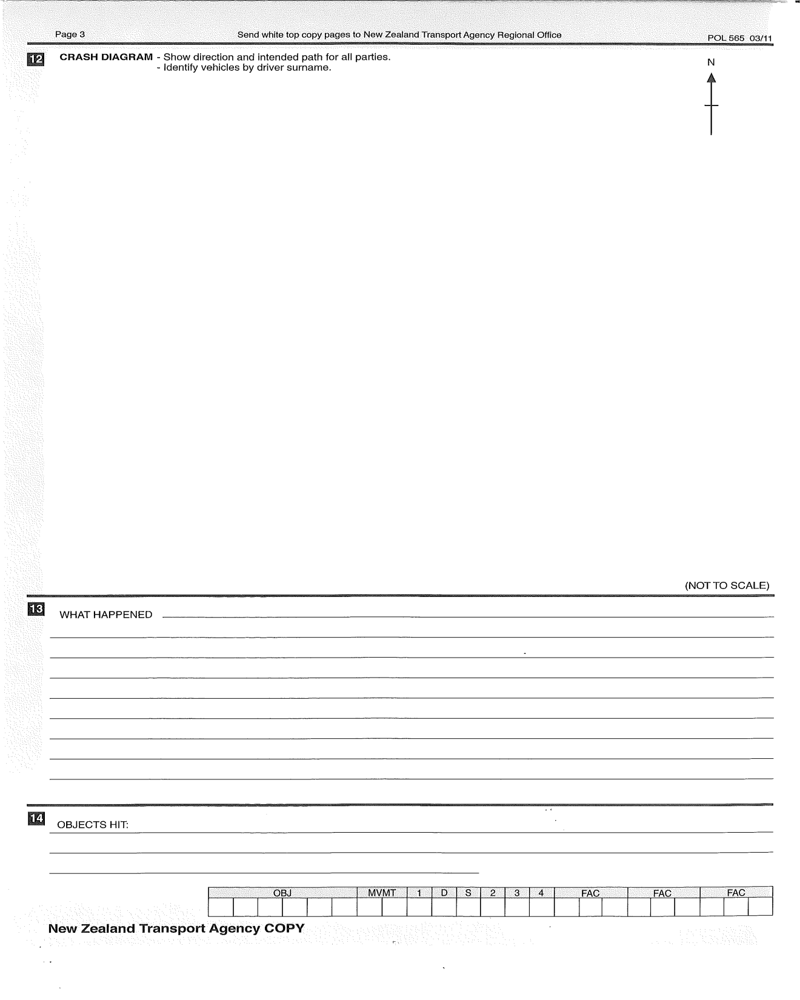 Page 3 Send white top copy pages to New Zealand Transport Agency Regional Office POL 565 03/11
12 CRASH DIAGRAM - Show direction and intended path for all parties.
- Identify vehicles by driver surname.
N
(NOT TO SCALE)
13 WHAT HAPPENED
14 OBJECTS HIT:
OBJ MVMT 1 D S 2 3 4 FAC FAC FAC
New Zealand Transport Agency COPY